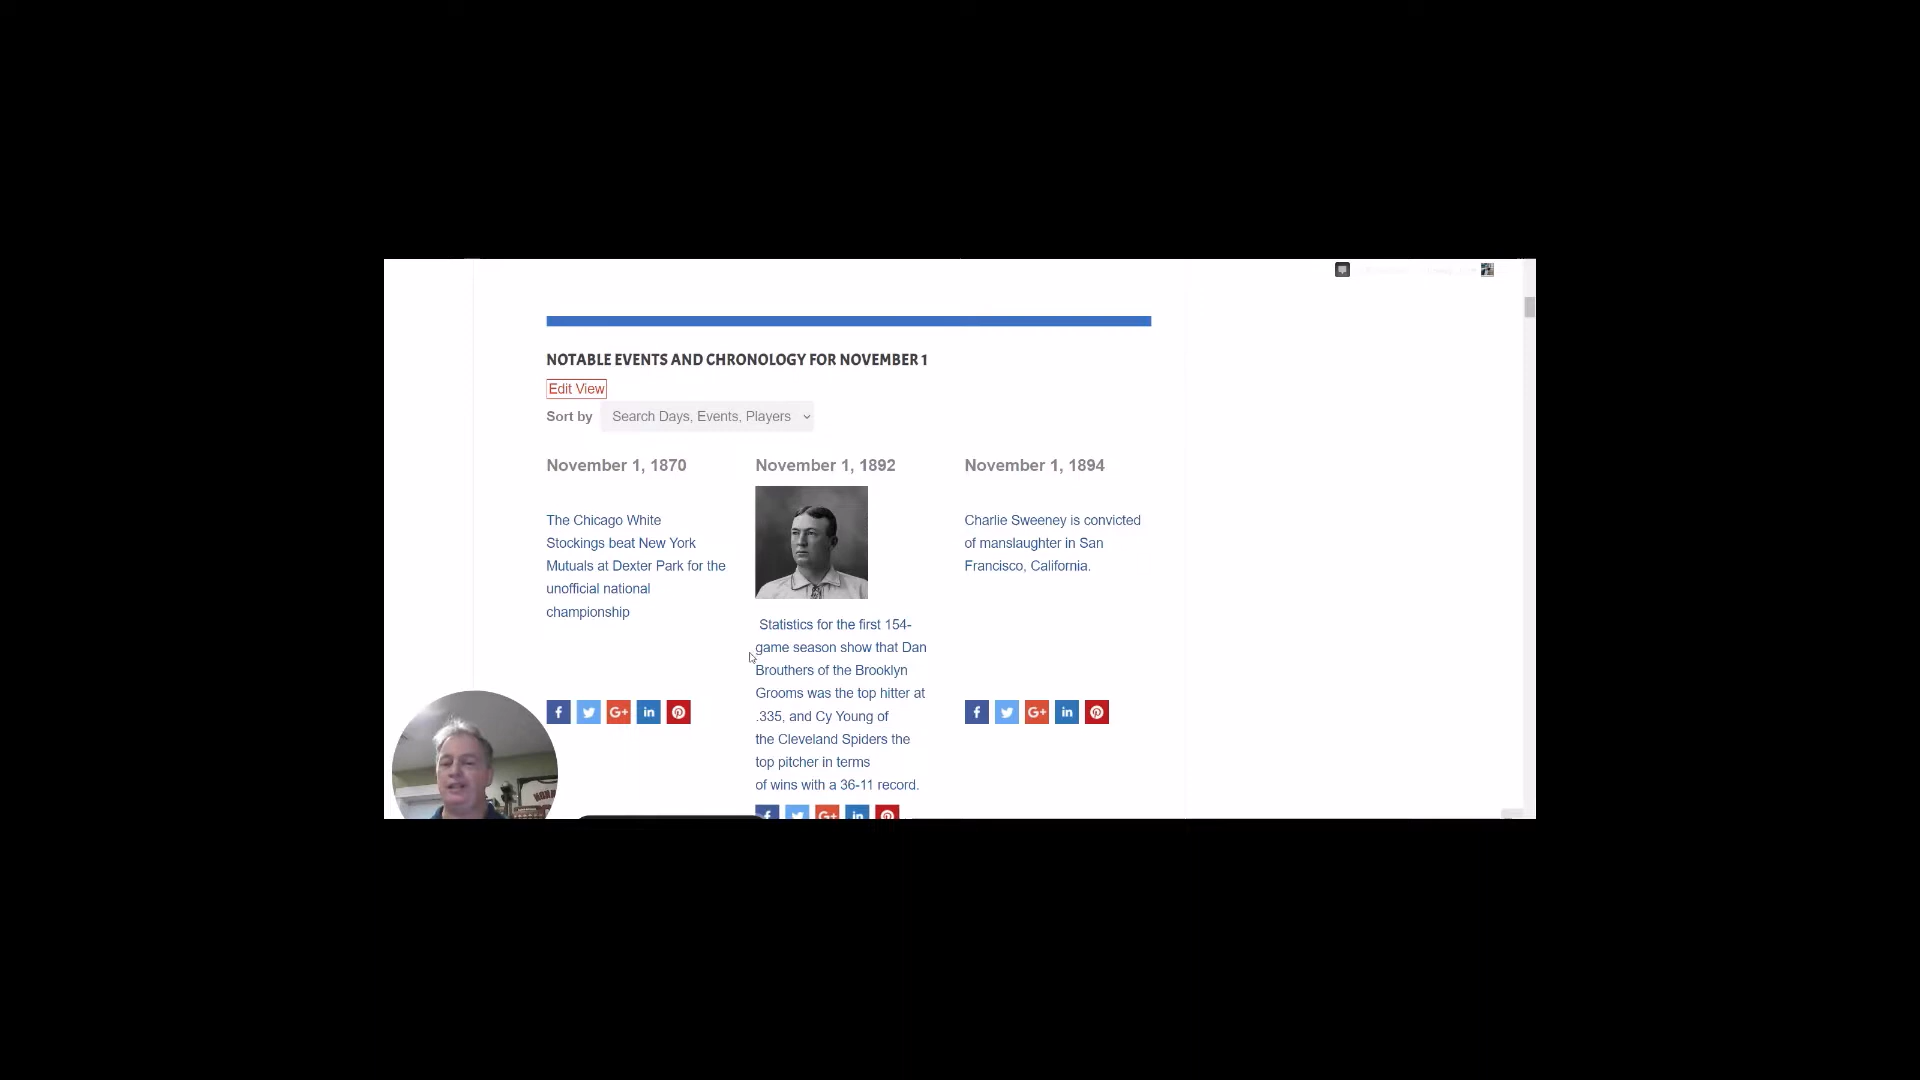 NOTABLE EVENTS AND CHRONOLOGY FOR NOVEMBER 1
Edit View
Sort by Search Days, Events, Players
November 1, 1870
The Chicago White
Stockings beat New York
Mutuals at Dexter Park for the
unofficial national
championship
November 1, 1892
Statistics for the first 154-
game season show that Dan
Brouthers of the Brooklyn
Grooms was the top hitter at
.335, and Cy Young of
the Cleveland Spiders the
top pitcher in terms
of wins with a 36-11 record.
November 1, 1894
Charlie Sweeney is convicted
of manslaughter in San
Francisco, California.
G+
in
G+
in
G+
in